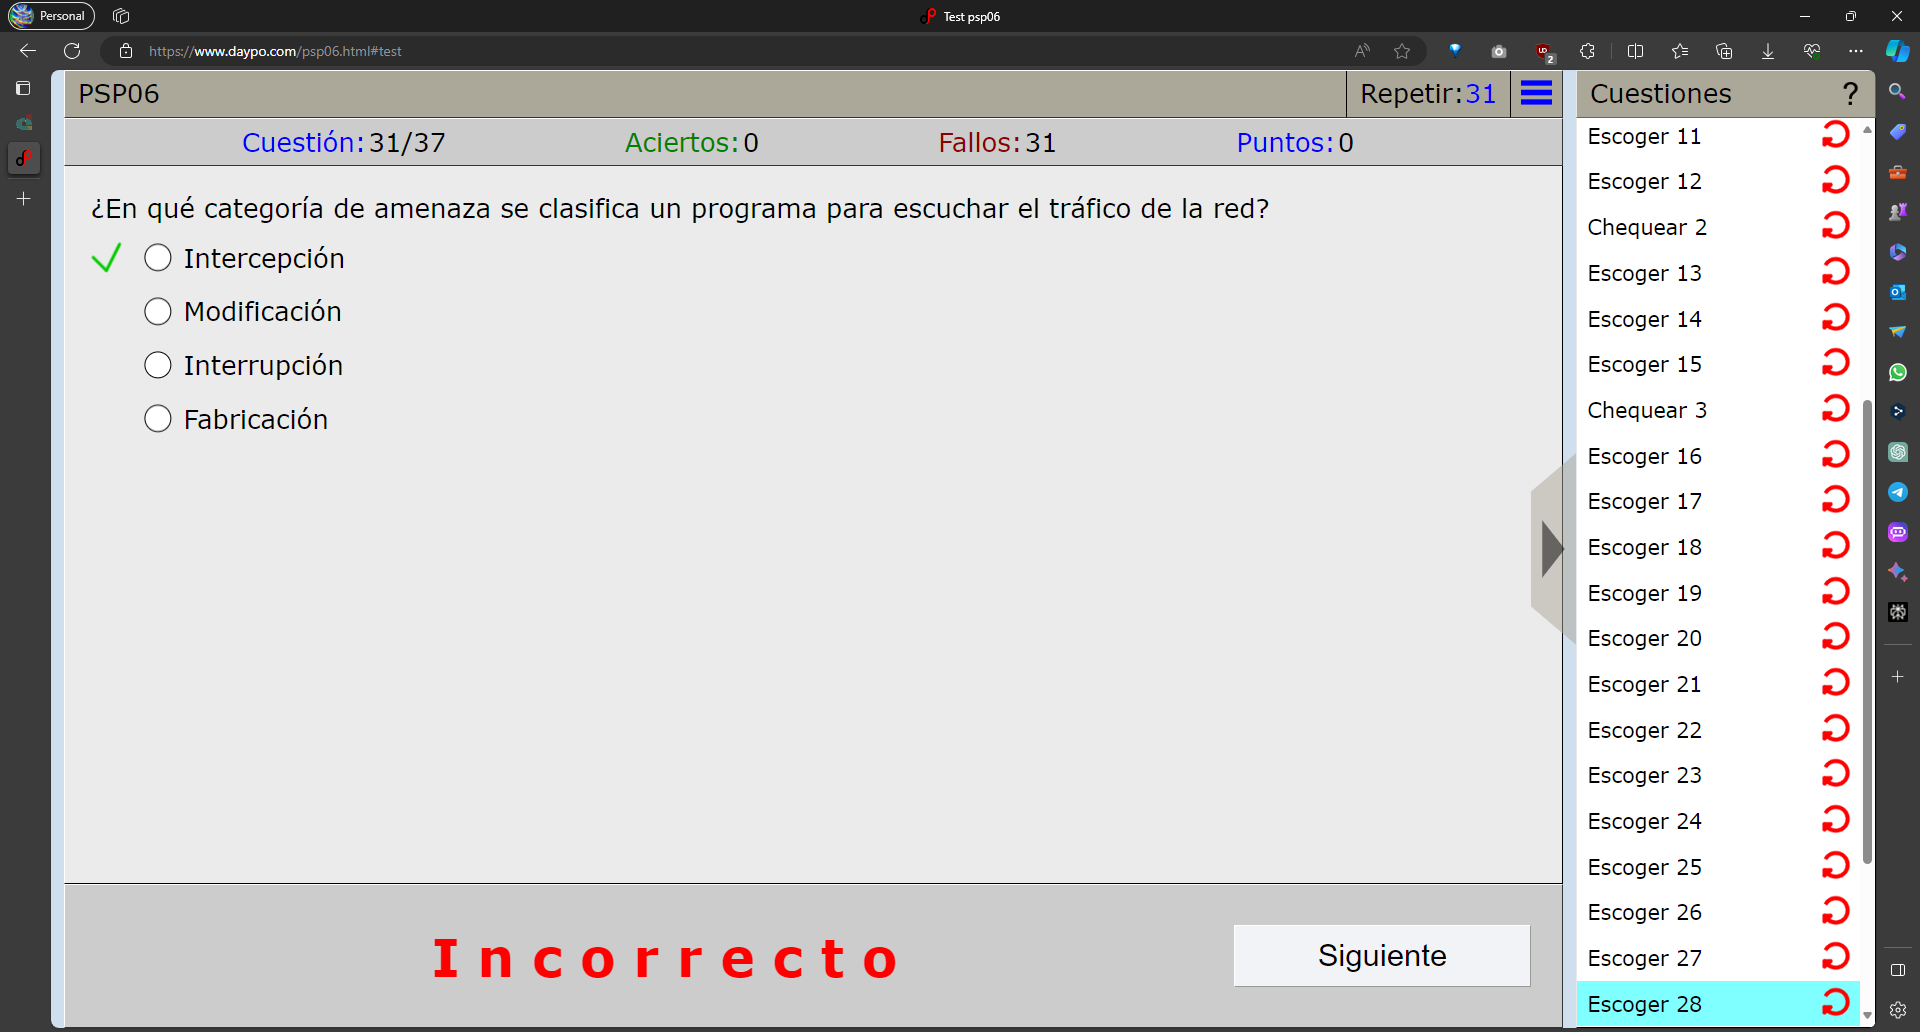 Personal
Test psp06
https://www.daypo.com/psp06.html#test
PSP06
Repetir:31
Cuestiones
?
Cuestión:31/37
Aciertos:0
Fallos:31
Puntos:0
¿En qué categoría de amenaza se clasifica un programa para escuchar el tráfico de la red?
Intercepción
Modificación
Interrupción
Fabricación
Incorrecto
Siguiente
Escoger 11
Escoger 12
Chequear 2
Escoger 13
Escoger 14
Escoger 15
Chequear 3
Escoger 16
Escoger 17
Escoger 18
Escoger 19
Escoger 20
Escoger 21
Escoger 22
Escoger 23
Escoger 24
Escoger 25
Escoger 26
Escoger 27
Escoger 28
2